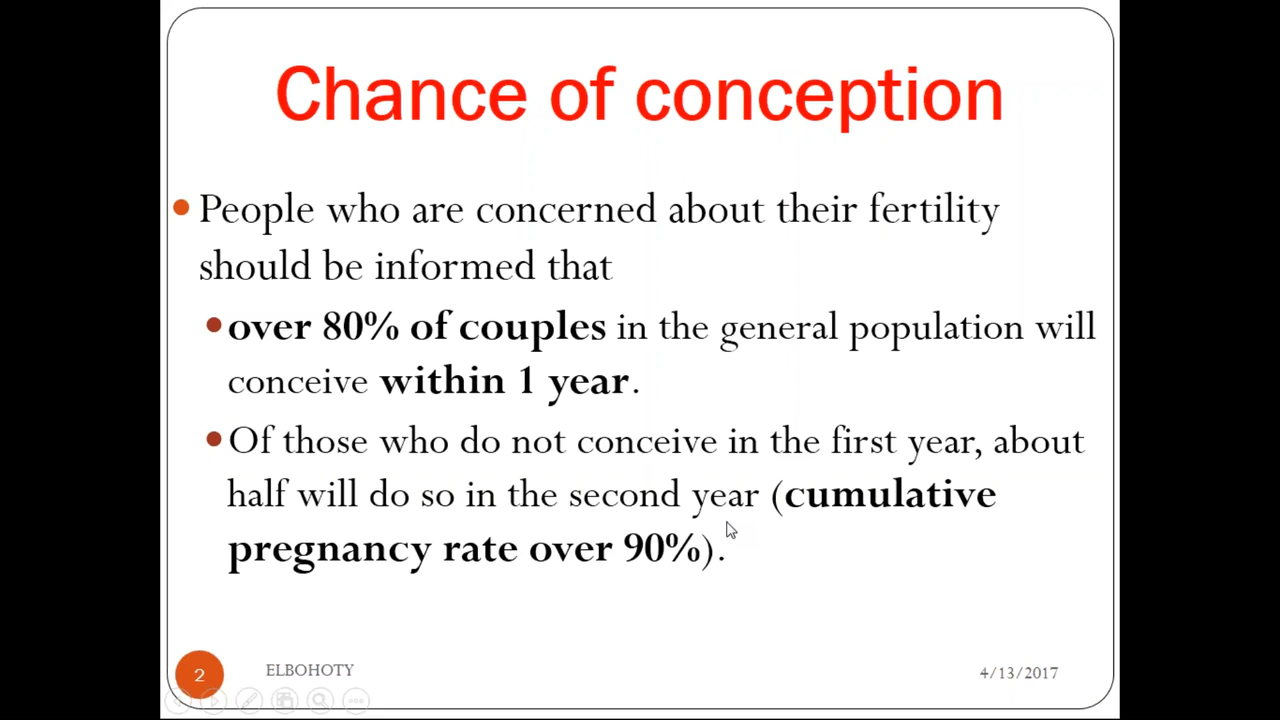 Chance of conception
• People who are concerned about their fertility
should be informed that
• over 80% of couples in the general population will
conceive within 1 year.
• Of those who do not conceive in the first year, about
half will do so in the second year (cumulative
pregnancy rate over 90%).
2
ELBOHOTY
4/13/2017